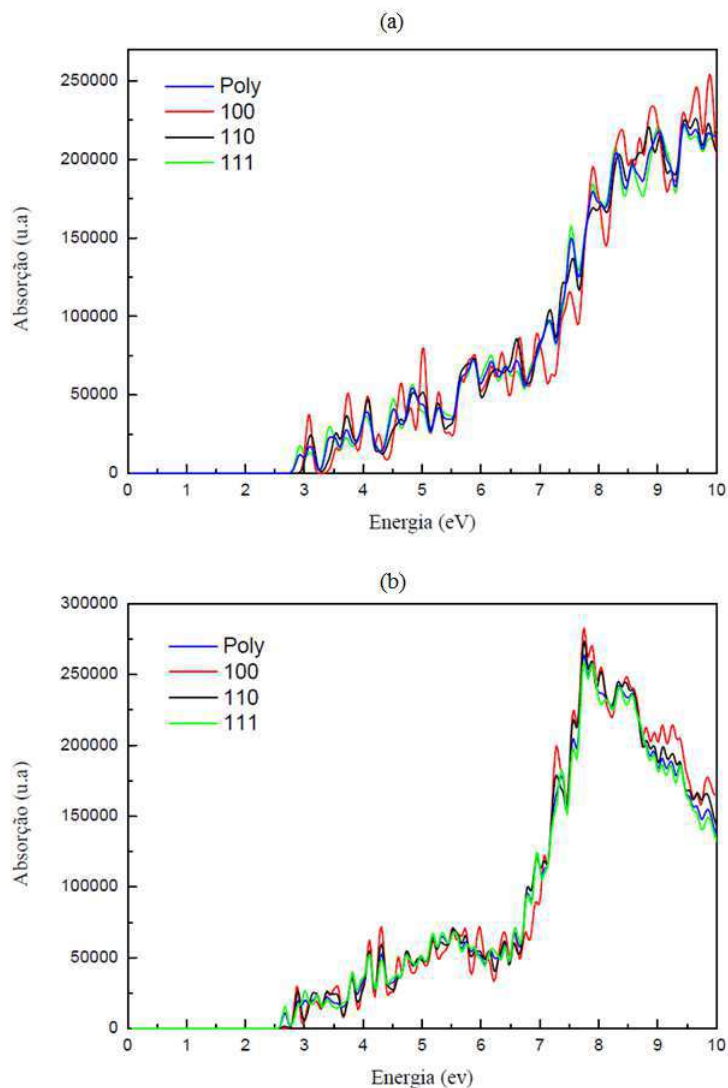 (a)
250000
200000
150000
100000
50000
0
Absorção (u.a)
Poly
100
110
111
0 1 2 3 4 5 6 7 8 9 10
Energia (eV)
(b)
300000
250000
200000
150000
100000
50000
0
Absorção (u.a)
Poly
100
110
111
0 1 2 3 4 5 6 7 8 9 10
Energia (ev)